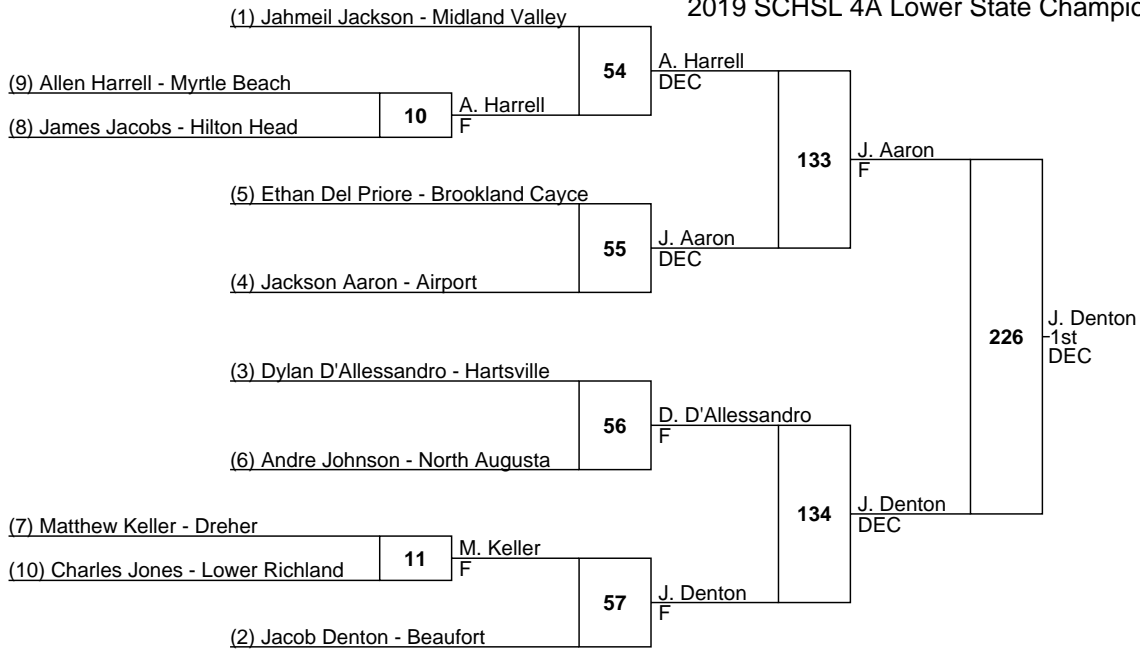 2019 SCHSL 4A Lower State Champio
(1) Jahmeil Jackson - Midland Valley
54
A. Harrell
DEC
(9) Allen Harrell - Myrtle Beach
10
A. Harrell
F
(8) James Jacobs - Hilton Head
133
J. Aaron
F
(5) Ethan Del Priore - Brookland Cayce
55
J. Aaron
DEC
(4) Jackson Aaron - Airport
226
J. Denton
1st
DEC
(3) Dylan D'Allessandro - Hartsville
56
D. D'Allessandro
F
(6) Andre Johnson - North Augusta
134
J. Denton
DEC
(7) Matthew Keller - Dreher
11
M. Keller
F
(10) Charles Jones - Lower Richland
57
J. Denton
F
(2) Jacob Denton - Beaufort